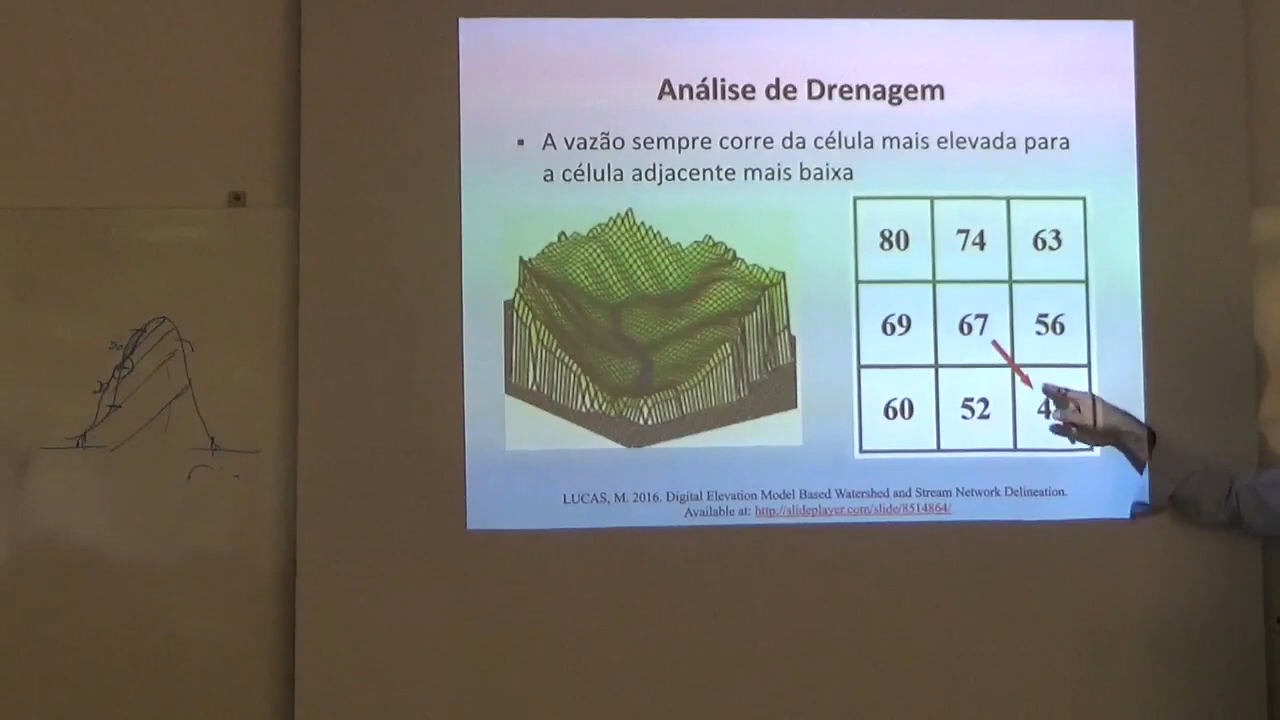 Análise de Drenagem
▪ A vazão sempre corre da célula mais elevada para
a célula adjacente mais baixa
80 74 63
69 67 56
60 52
LUCAS, M. 2016. Digital Elevation Model Based Watershed and Stream Network Delineation.
Available at: http://slideplayer.com/slide/8514864/